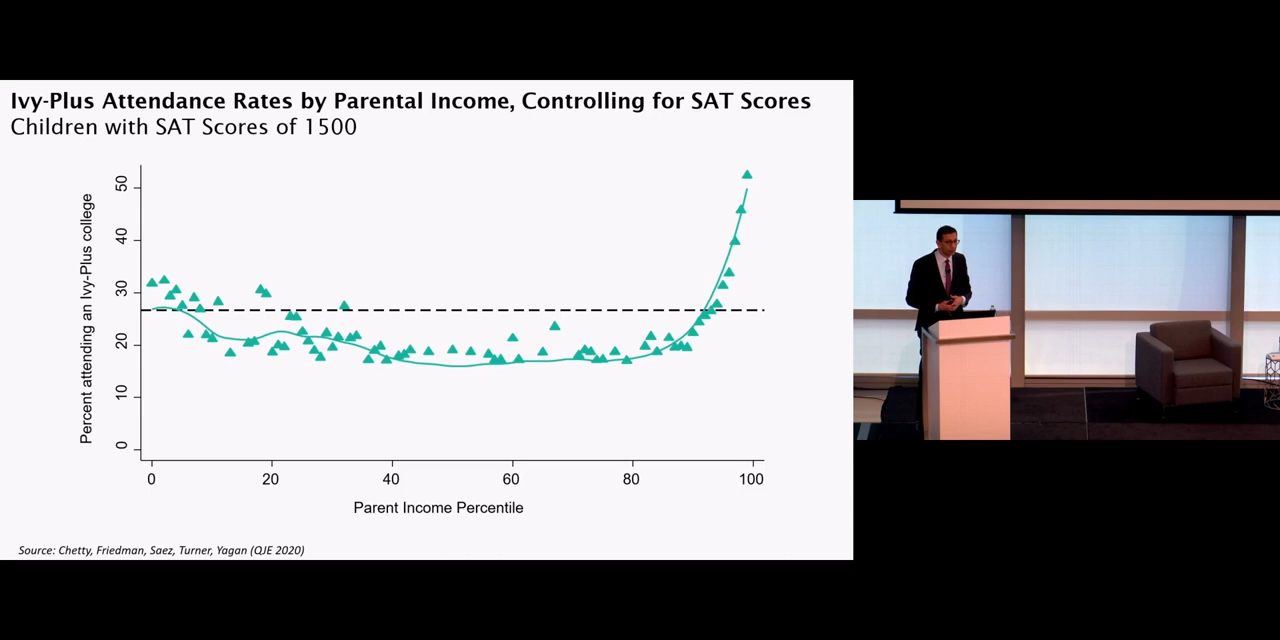 Ivy-Plus Attendance Rates by Parental Income, Controlling for SAT Scores
Children with SAT Scores of 1500
Percent attending an Ivy-Plus college
50
40
30
20
10
0
0 20 40 60 80 100
Parent Income Percentile
Source: Chetty, Friedman, Saez, Turner, Yagan (QJE 2020)